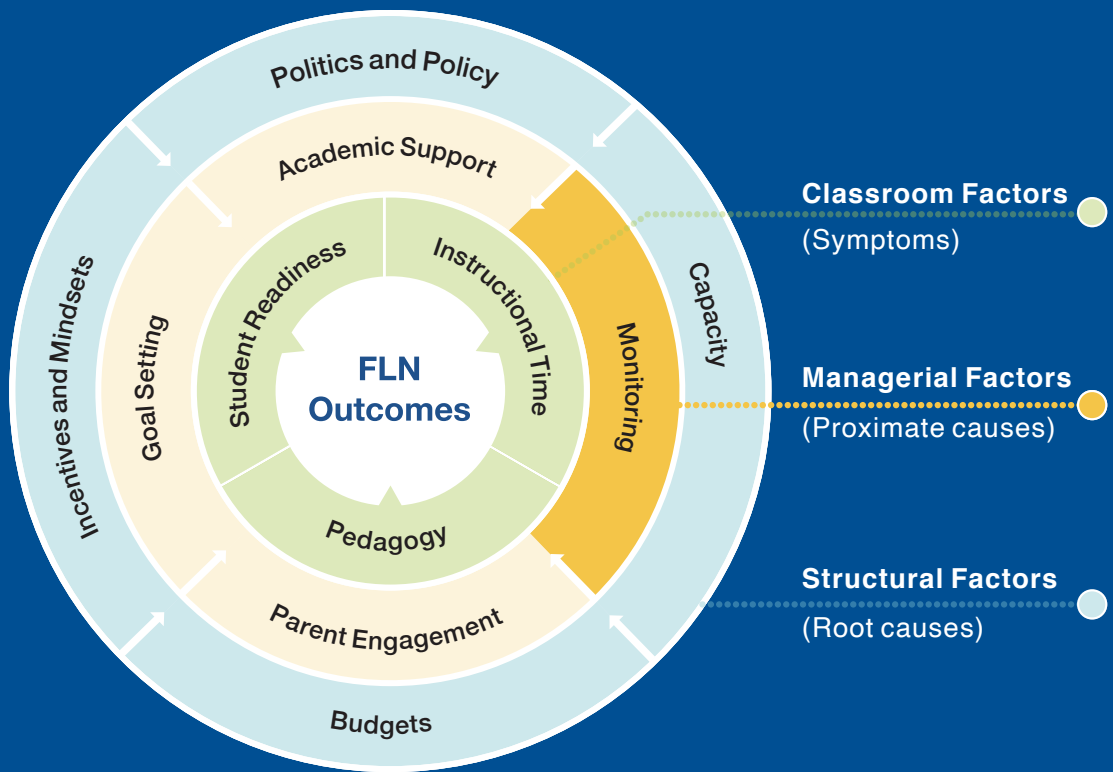 Politics and Policy
Academic Support
Student Readiness
Instructional Time
FLN
Outcomes
Pedagogy
Goal Setting
Monitoring
Parent Engagement
Incentives and Mindsets
Capacity
Budgets
Classroom Factors
(Symptoms)
Managerial Factors
(Proximate causes)
Structural Factors
(Root causes)